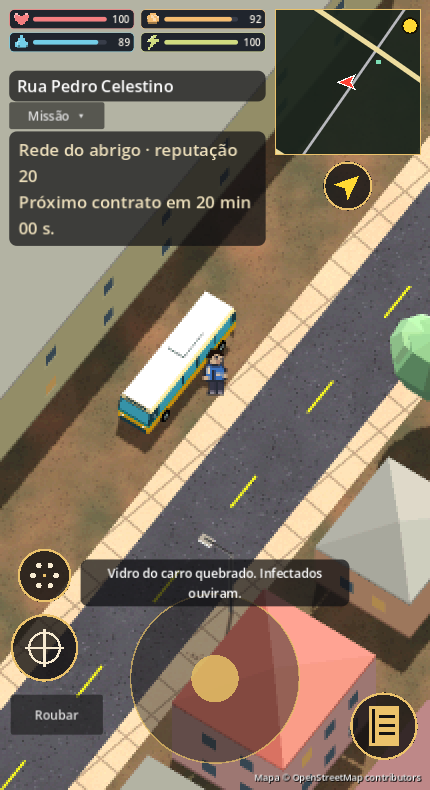 100
92
89
100
Rua Pedro Celestino
Missão ▾
Rede do abrigo · reputação
20
Próximo contrato em 20 min
00 s.
Vidro do carro quebrado. Infectados
ouviram.
Roubar
Mapa © OpenStreetMap contributors